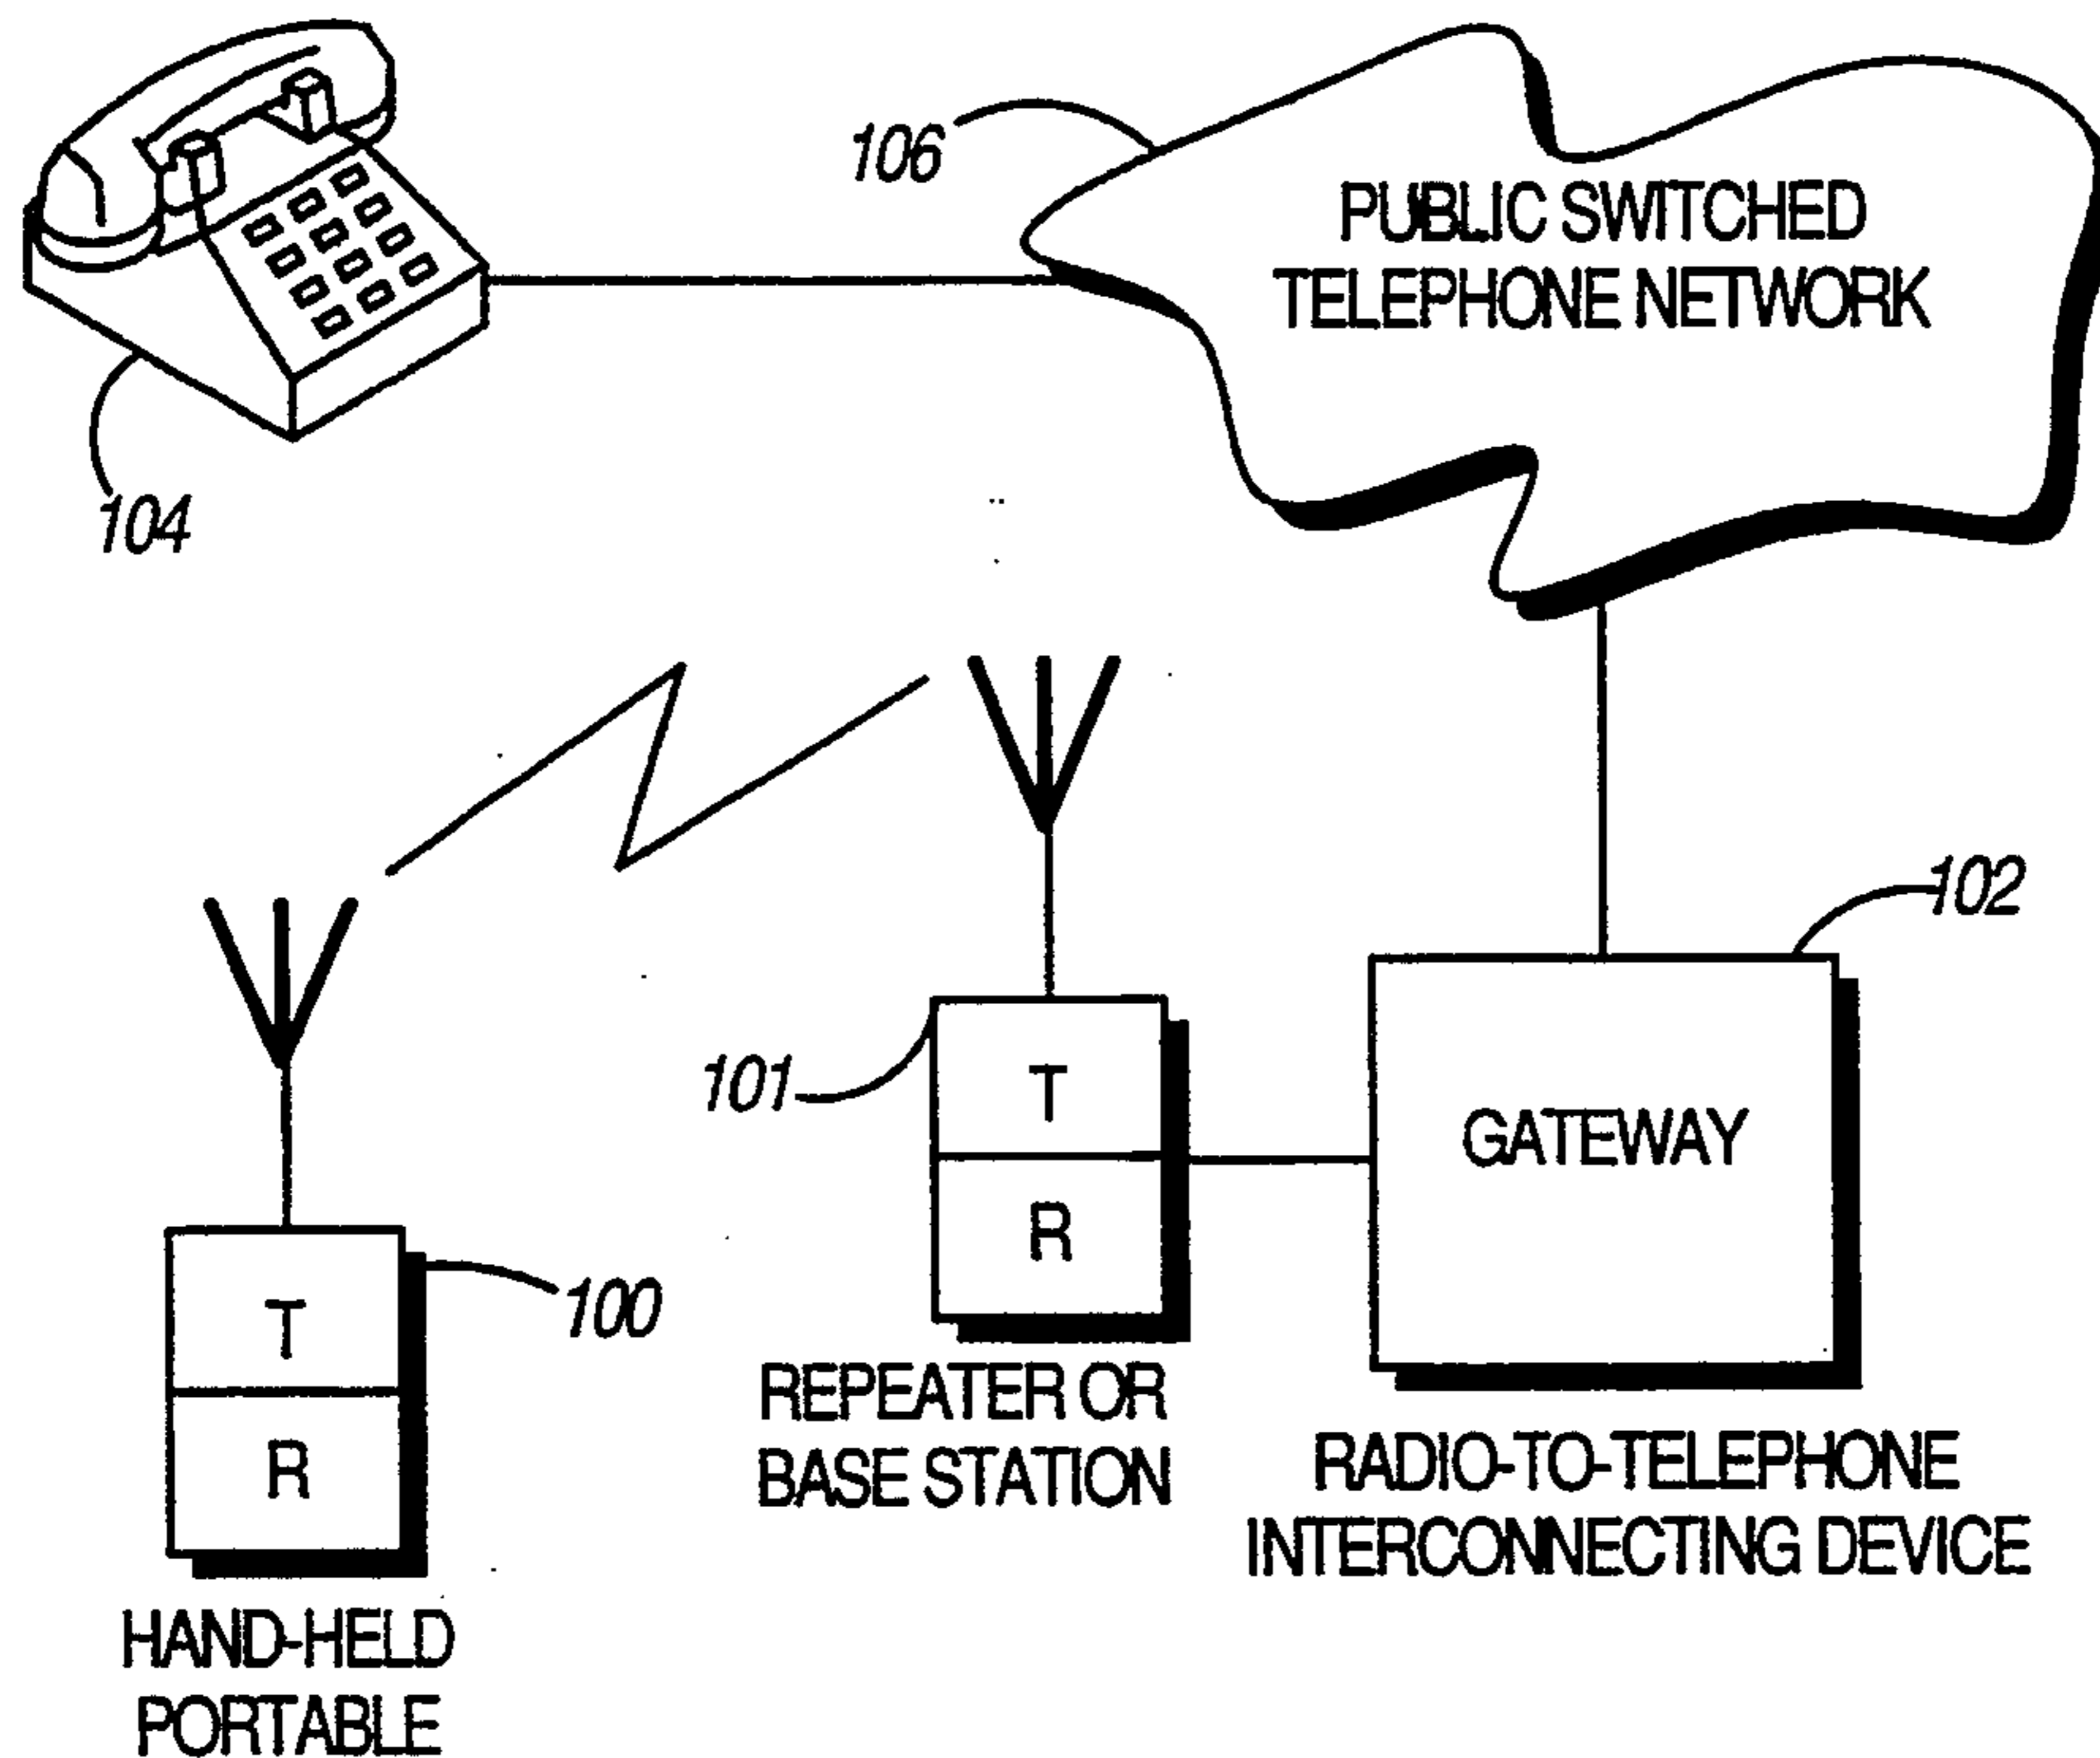 106
PUBLIC SWITCHED
TELEPHONE NETWORK
104
102
101
T
R
GATEWAY
100
T
R
REPEATER OR
BASE STATION
RADIO-TO-TELEPHONE
INTERCONNECTING DEVICE
HAND-HELD
PORTABLE